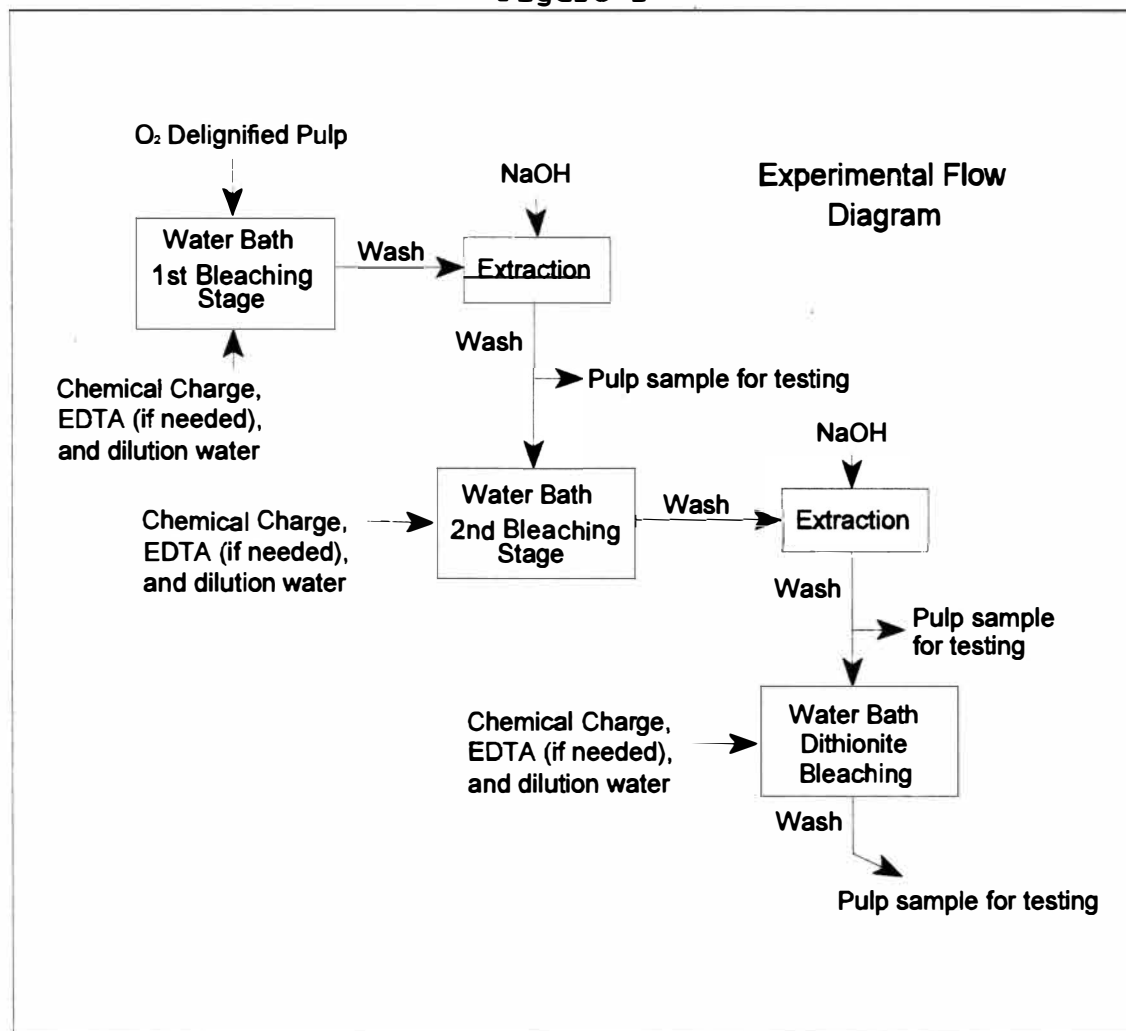 O₂ Delignified Pulp
NaOH
Experimental Flow
Diagram
Water Bath
1st Bleaching
Stage
Wash
Extraction
Wash
Chemical Charge,
EDTA (if needed),
and dilution water
Pulp sample for testing
NaOH
Water Bath
2nd Bleaching
Stage
Wash
Extraction
Chemical Charge,
EDTA (if needed),
and dilution water
Wash
Pulp sample
for testing
Chemical Charge,
EDTA (if needed),
and dilution water
Water Bath
Dithionite
Bleaching
Wash
Pulp sample for testing